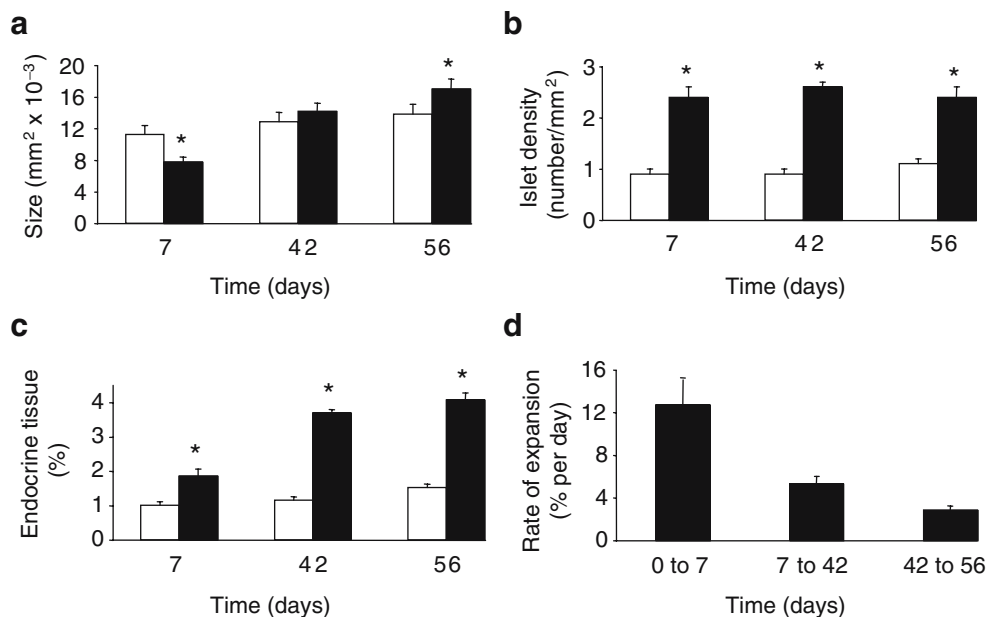 a
Size (mm² x 10⁻³)
20
16
12
8
4
0
*
*
7 42 56
Time (days)
b
Islet density
(number/mm²)
3
2
1
0
*
*
*
7 42 56
Time (days)
c
Endocrine tissue
(%)
4
3
2
1
0
*
*
*
7 42 56
Time (days)
d
Rate of expansion
(% per day)
16
12
8
4
0
0 to 7 7 to 42 42 to 56
Time (days)